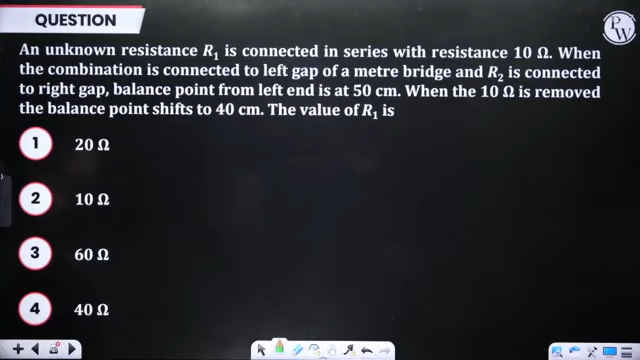 QUESTION
PW
An unknown resistance R₁ is connected in series with resistance 10 Ω. When
the combination is connected to left gap of a metre bridge and R₂ is connected
to right gap, balance point from left end is at 50 cm. When the 10 Ω is removed
the balance point shifts to 40 cm. The value of R₁ is
1 20 Ω
2 10 Ω
3 60 Ω
4 40 Ω